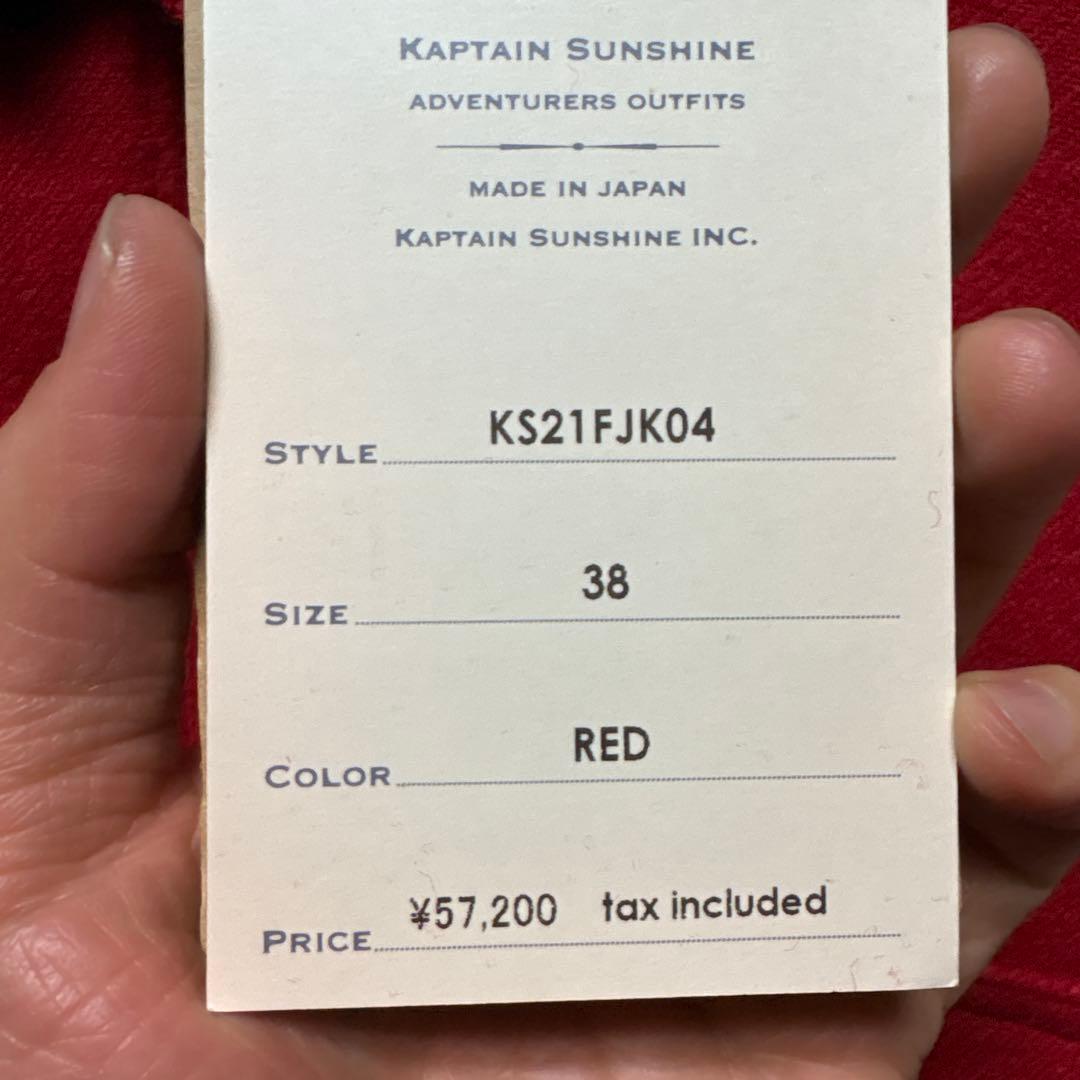 KAPTAIN SUNSHINE
ADVENTURERS OUTFITS
MADE IN JAPAN
KAPTAIN SUNSHINE INC.
STYLE KS21FJK04
SIZE 38
COLOR RED
PRICE ¥57,200 tax included